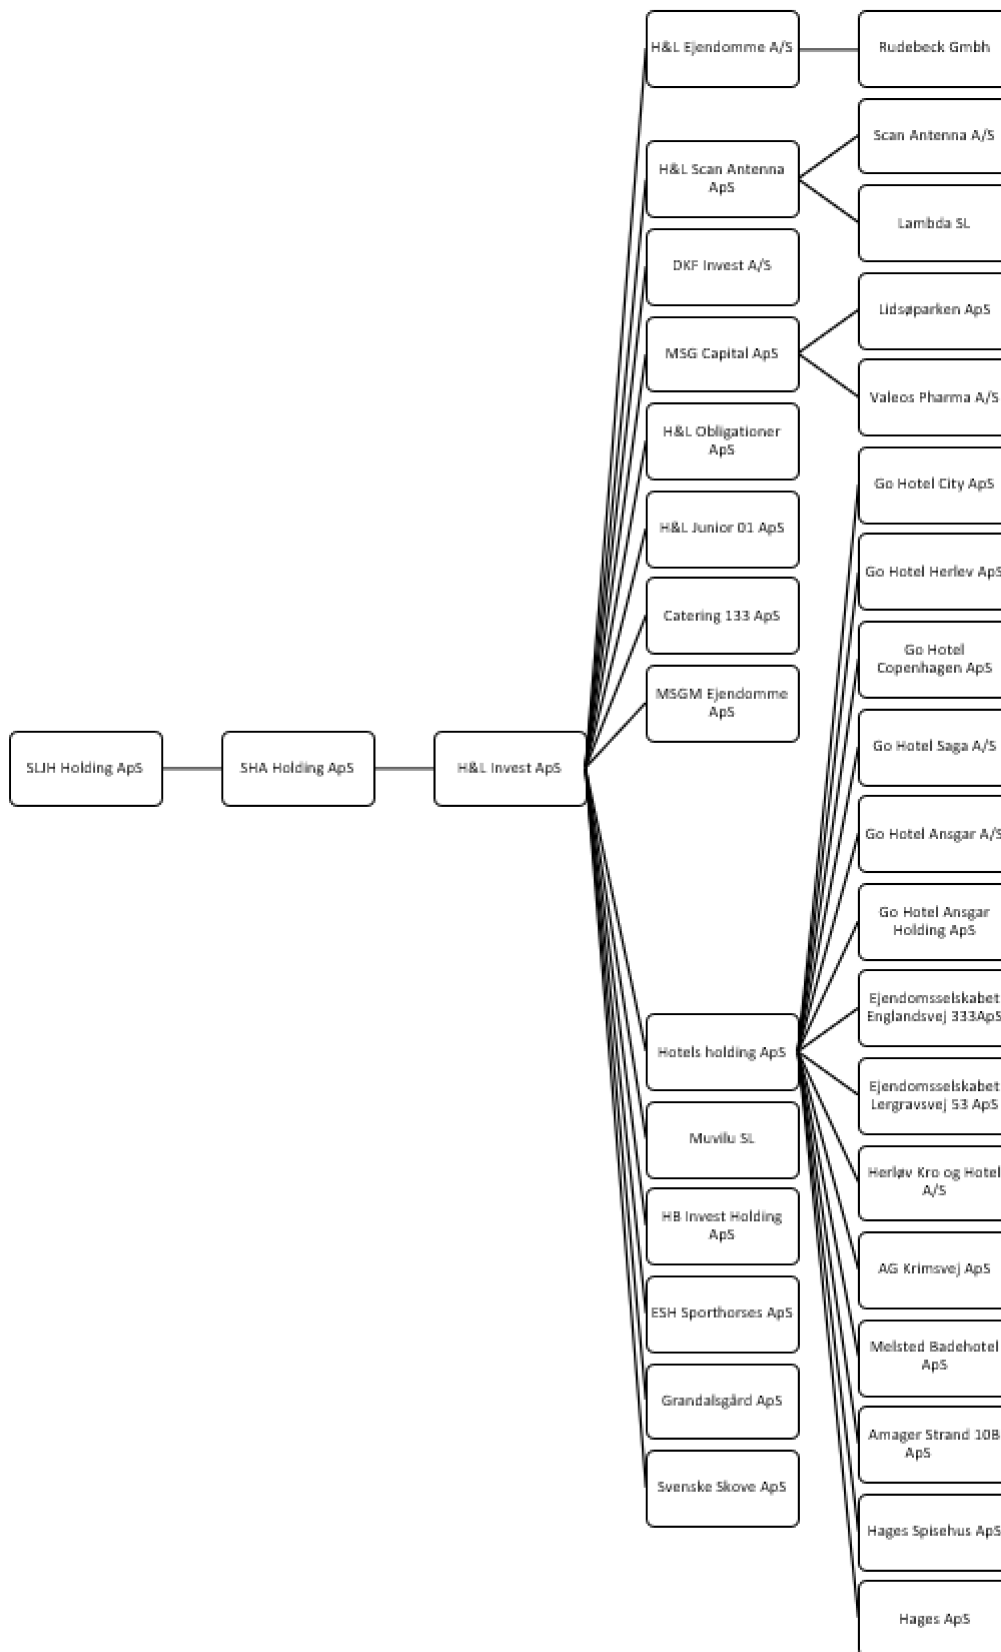 H&L Ejendomme A/S
Rudebeck Gmbh
Scan Antenna A/S
H&L Scan Antenna
ApS
Lambda SL
DKF Invest A/S
Lidsøparken ApS
MSG Capital ApS
Valeos Pharma A/S
H&L Obligationer
ApS
Go Hotel City ApS
H&L Junior 01 ApS
Go Hotel Herlev ApS
Catering 133 ApS
Go Hotel
Copenhagen ApS
MSGM Ejendomme
ApS
Go Hotel Saga A/S
SLJH Holding ApS
SHA Holding ApS
H&L Invest ApS
Go Hotel Ansgar A/S
Go Hotel Ansgar
Holding ApS
Ejendomsselskabet
Englandsvej 333ApS
Hotels holding ApS
Ejendomsselskabet
Lergravsvej 53 ApS
Muvilu SL
Herløv Kro og Hotel
A/S
HB Invest Holding
ApS
AG Krimsvej ApS
ESH Sporthorses ApS
Melsted Badehotel
ApS
Grandalsgård ApS
Amager Strand 108
ApS
Svenske Skove ApS
Hages Spisehus ApS
Hages ApS